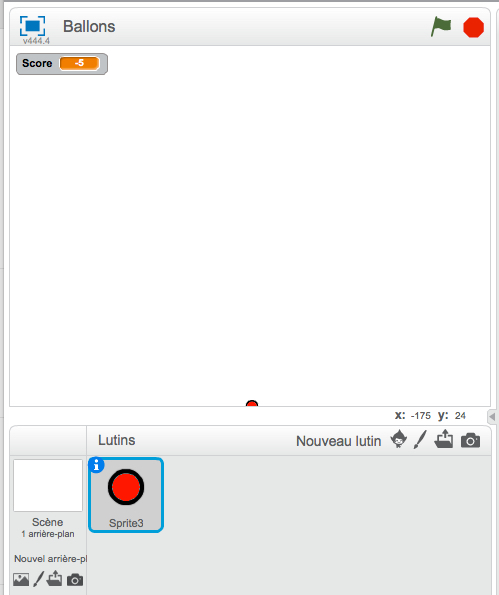 Ballons
v444.4
Score -5
x: -175 y: 24
Lutins
Nouveau lutin
Scène
1 arrière-plan
Sprite3
Nouvel arrière-pl